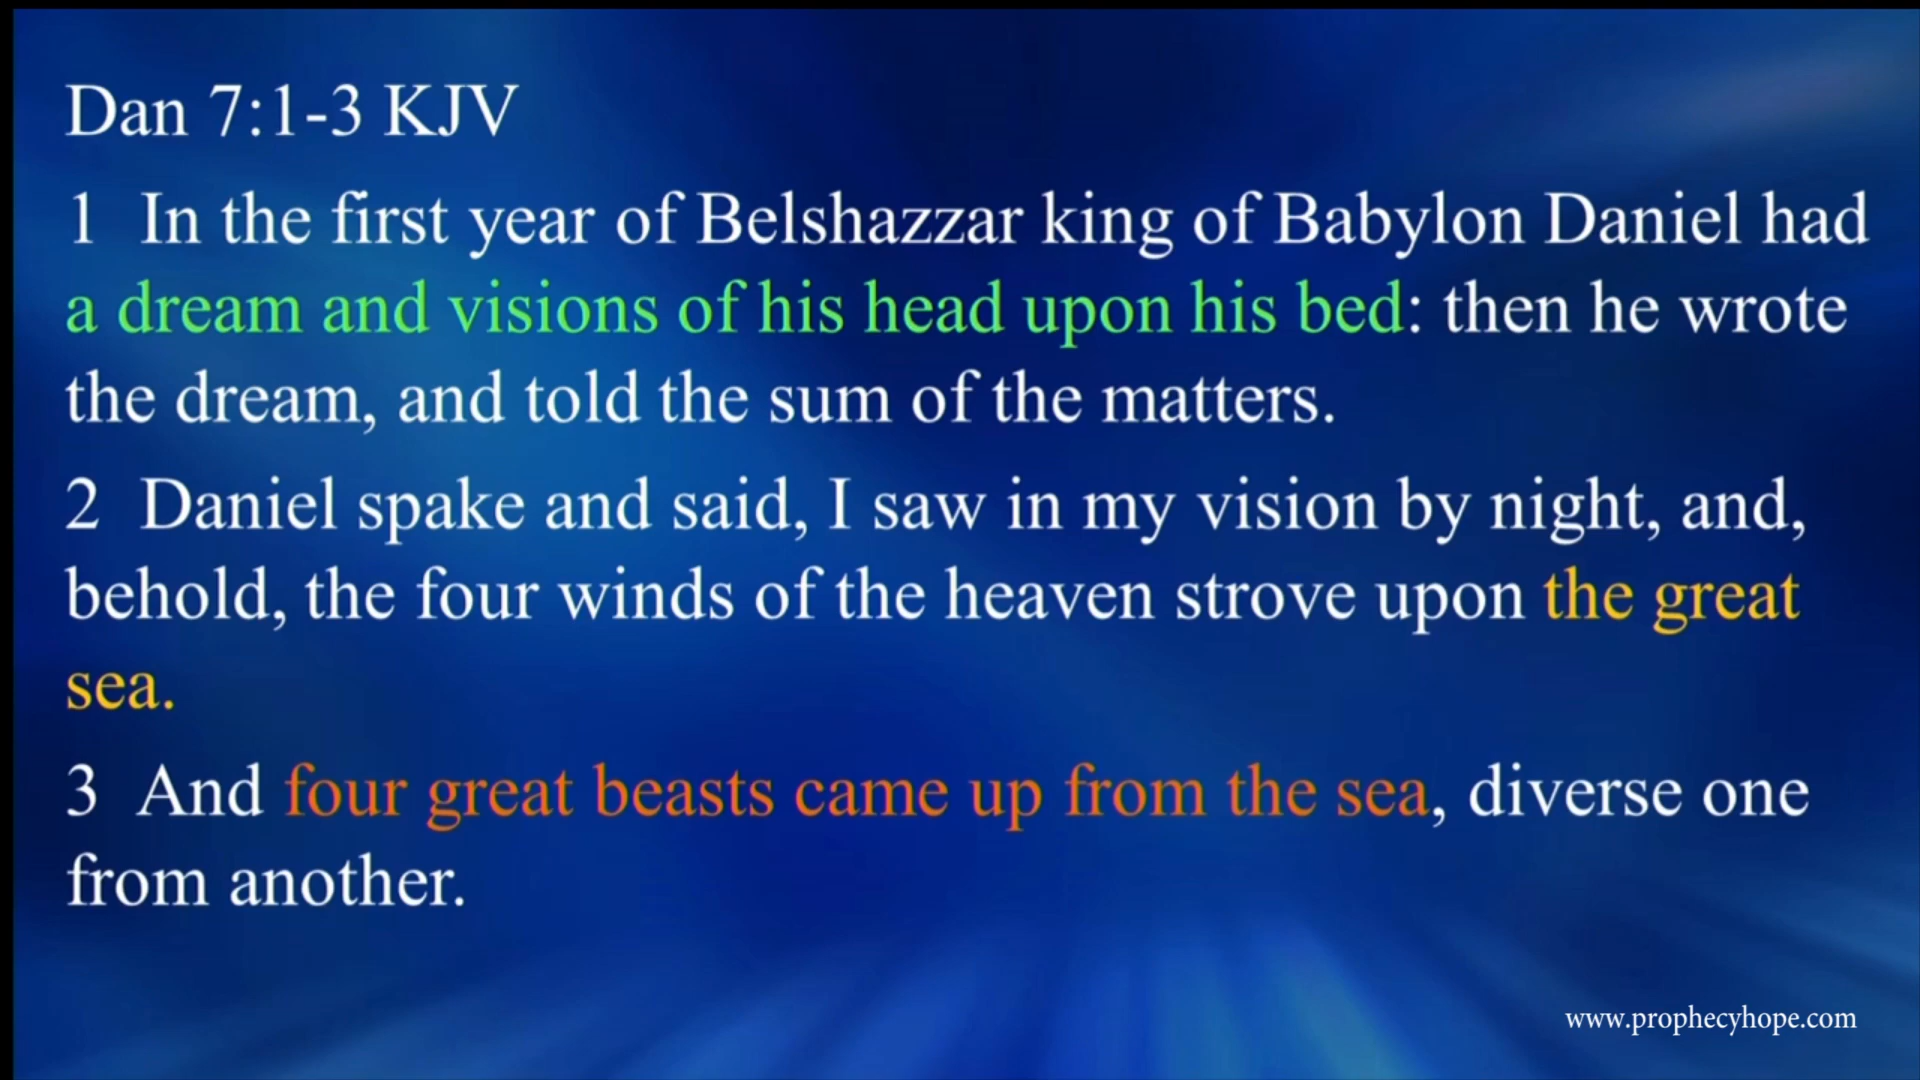 Dan 7:1-3 KJV
1 In the first year of Belshazzar king of Babylon Daniel had
a dream and visions of his head upon his bed: then he wrote
the dream, and told the sum of the matters.
2 Daniel spake and said, I saw in my vision by night, and,
behold, the four winds of the heaven strove upon the great
sea.
3 And four great beasts came up from the sea, diverse one
from another.
www.prophecyhope.com